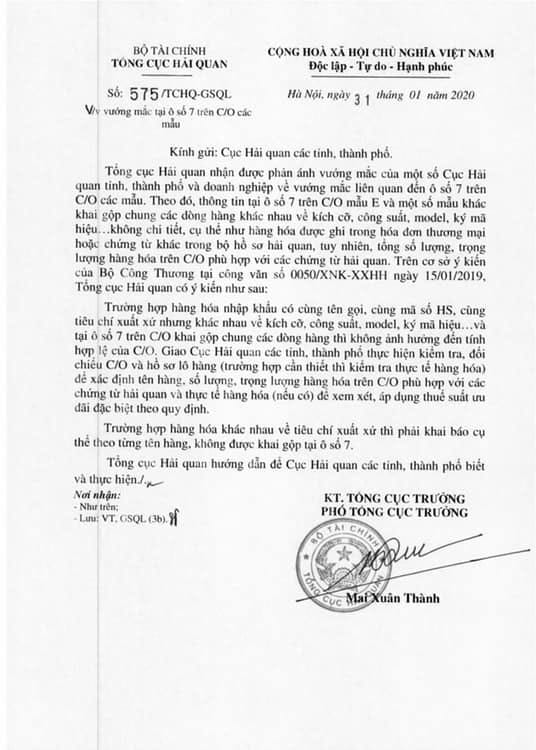 BỘ TÀI CHÍNH
TỔNG CỤC HẢI QUAN
CỘNG HOÀ XÃ HỘI CHỦ NGHĨA VIỆT NAM
Độc lập - Tự do - Hạnh phúc
Số: 575/TCHQ-GSQL
V/v vướng mắc tại ô số 7 trên C/O các
mẫu
Hà Nội, ngày 31 tháng 01 năm 2020
Kính gửi: Cục Hải quan các tỉnh, thành phố.
Tổng cục Hải quan nhận được phản ánh vướng mắc của một số Cục Hải
quan tỉnh, thành phố và doanh nghiệp về vướng mắc liên quan đến ô số 7 trên
C/O các mẫu. Theo đó, thông tin tại ô số 7 trên C/O mẫu E và một số mẫu khác
khai gộp chung các dòng hàng khác nhau về kích cỡ, công suất, model, ký mã
hiệu...không chi tiết, cụ thể như hàng hóa được ghi trong hóa đơn thương mại
hoặc chứng từ khác trong bộ hồ sơ hải quan, tuy nhiên, tổng số lượng, trọng
lượng hàng hóa trên C/O phù hợp với các chứng từ hải quan. Trên cơ sở ý kiến
của Bộ Công Thương tại công văn số 0050/XNK-XXHH ngày 15/01/2019,
Tổng cục Hải quan có ý kiến như sau:
Trường hợp hàng hóa nhập khẩu có cùng tên gọi, cùng mã số HS, cùng
tiêu chí xuất xứ nhưng khác nhau về kích cỡ, công suất, model, ký mã hiệu...và
tại ô số 7 trên C/O khai gộp chung các dòng hàng thì không ảnh hưởng đến tính
hợp lệ của C/O. Giao Cục Hải quan các tỉnh, thành phố thực hiện kiểm tra, đối
chiếu C/O và hồ sơ lô hàng (trường hợp cần thiết thì kiểm tra thực tế hàng hóa)
để xác định tên hàng, số lượng, trọng lượng hàng hóa trên C/O phù hợp với các
chứng từ hải quan và thực tế hàng hóa (nếu có) để xem xét, áp dụng thuế suất ưu
đãi đặc biệt theo quy định.
Trường hợp hàng hóa khác nhau về tiêu chí xuất xứ thì phải khai báo cụ
thể theo từng tên hàng, không được khai gộp tại ô số 7.
Tổng cục Hải quan hướng dẫn để Cục Hải quan các tỉnh, thành phố biết
và thực hiện./.
Nơi nhận:
- Như trên;
- Lưu: VT, GSQL (3b).
KT. TỔNG CỤC TRƯỞNG
PHÓ TỔNG CỤC TRƯỞNG
BỘ TÀI CHÍNH
TỔNG CỤC HẢI QUAN
Mai Xuân Thành